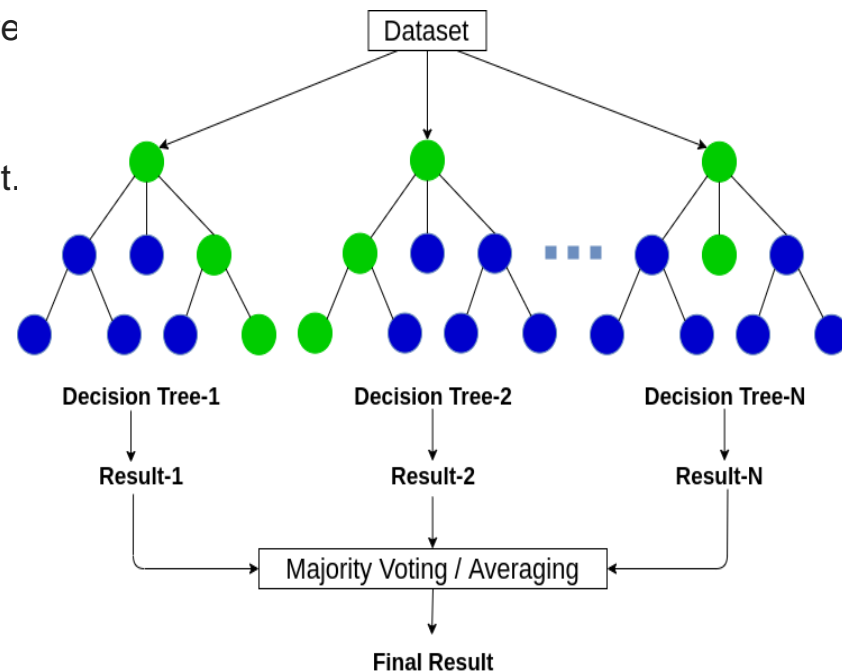 e
Dataset
t.
Decision Tree-1
Decision Tree-2
Decision Tree-N
Result-1
Result-2
Result-N
Majority Voting / Averaging
Final Result